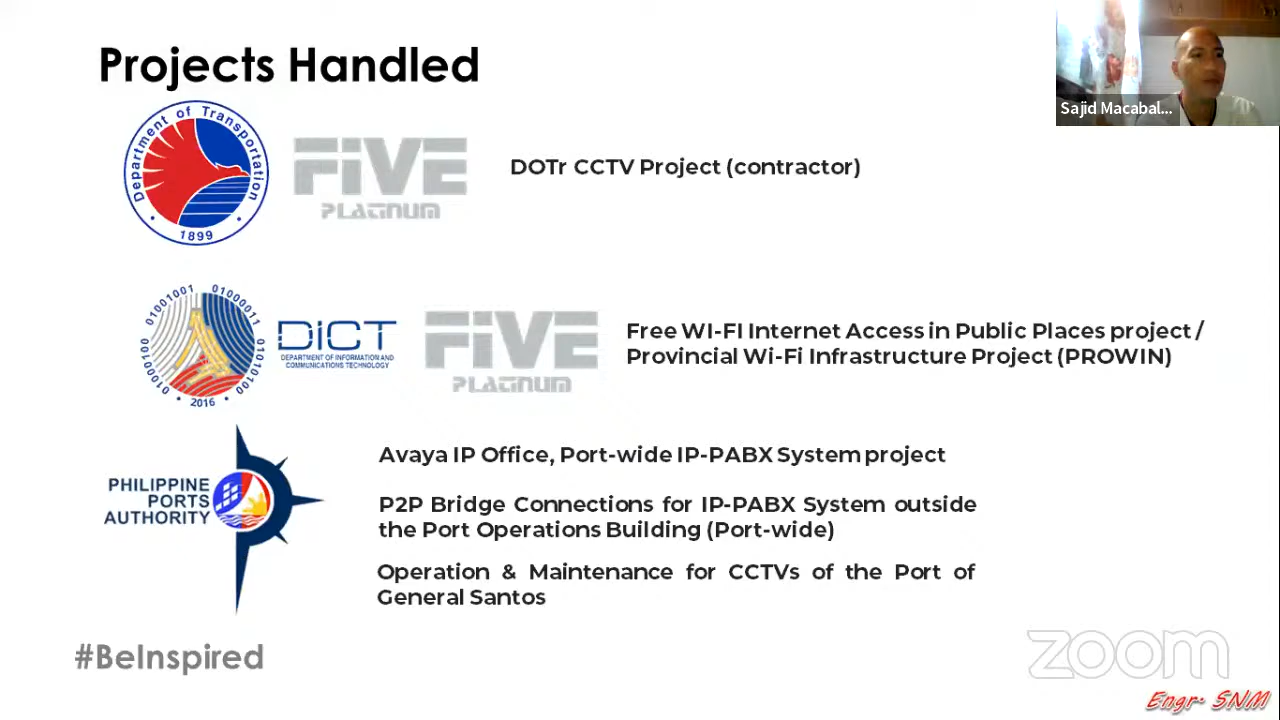 Projects Handled
Sajid Macabal...
Department of Transportation
1899
FiVE
PLATINUM
DOTr CCTV Project (contractor)
01001001 01000011
01000100 01010100
2016
DICT
DEPARTMENT OF INFORMATION AND
COMMUNICATIONS TECHNOLOGY
FiVE
PLATINUM
Free WI-FI Internet Access in Public Places project /
Provincial Wi-Fi Infrastructure Project (PROWIN)
PHILIPPINE
PORTS
AUTHORITY
Avaya IP Office, Port-wide IP-PABX System project
P2P Bridge Connections for IP-PABX System outside
the Port Operations Building (Port-wide)
Operation & Maintenance for CCTVs of the Port of
General Santos
#BeInspired
zoom
Engr. SNM